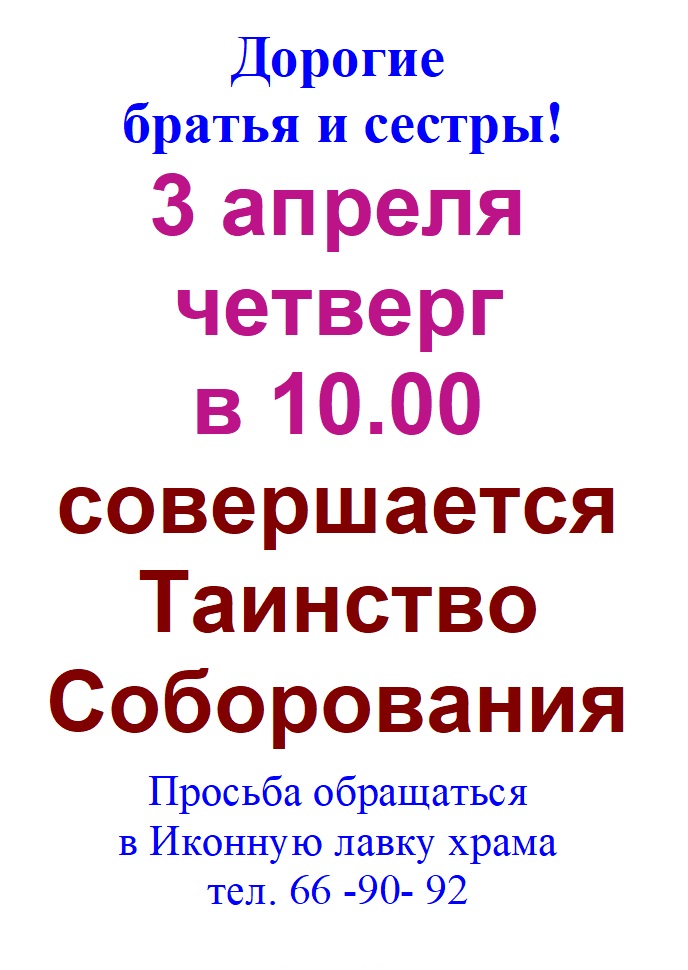 Дорогие
братья и сестры!
3 апреля
четверг
в 10.00
совершается
Таинство
Соборования
Просьба обращаться
в Иконную лавку храма
тел. 66 -90- 92